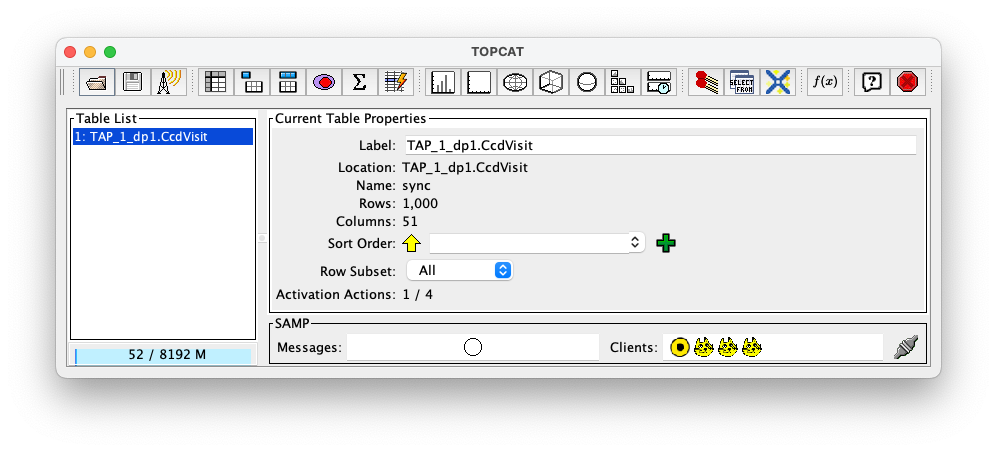 TOPCAT
Σ
SELECT
FROM
f(x)
?
Table List
1: TAP_1_dp1.CcdVisit
52 / 8192 M
Current Table Properties
Label: TAP_1_dp1.CcdVisit
Location: TAP_1_dp1.CcdVisit
Name: sync
Rows: 1,000
Columns: 51
Sort Order:
Row Subset: All
Activation Actions: 1 / 4
SAMP
Messages: Clients: